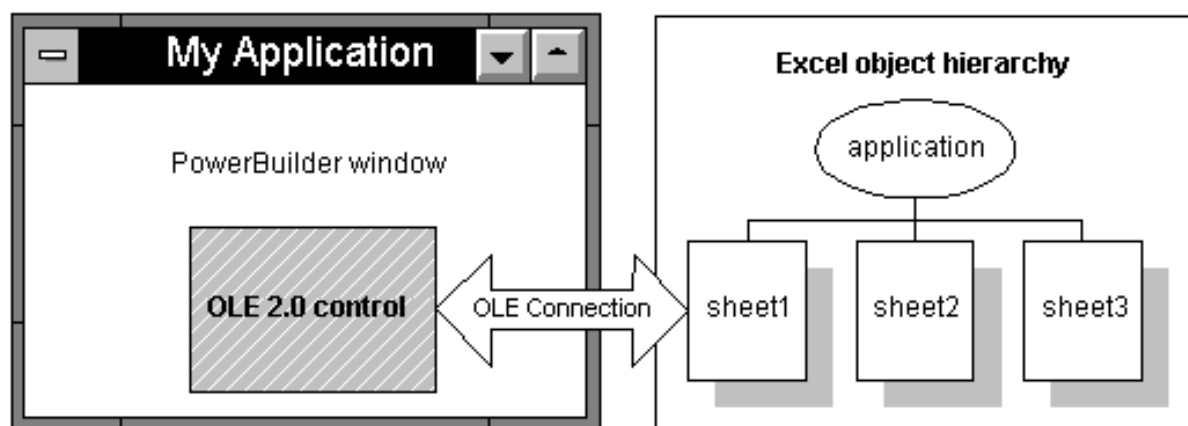 My Application
PowerBuilder window
OLE 2.0 control
OLE Connection
Excel object hierarchy
application
sheet1
sheet2
sheet3